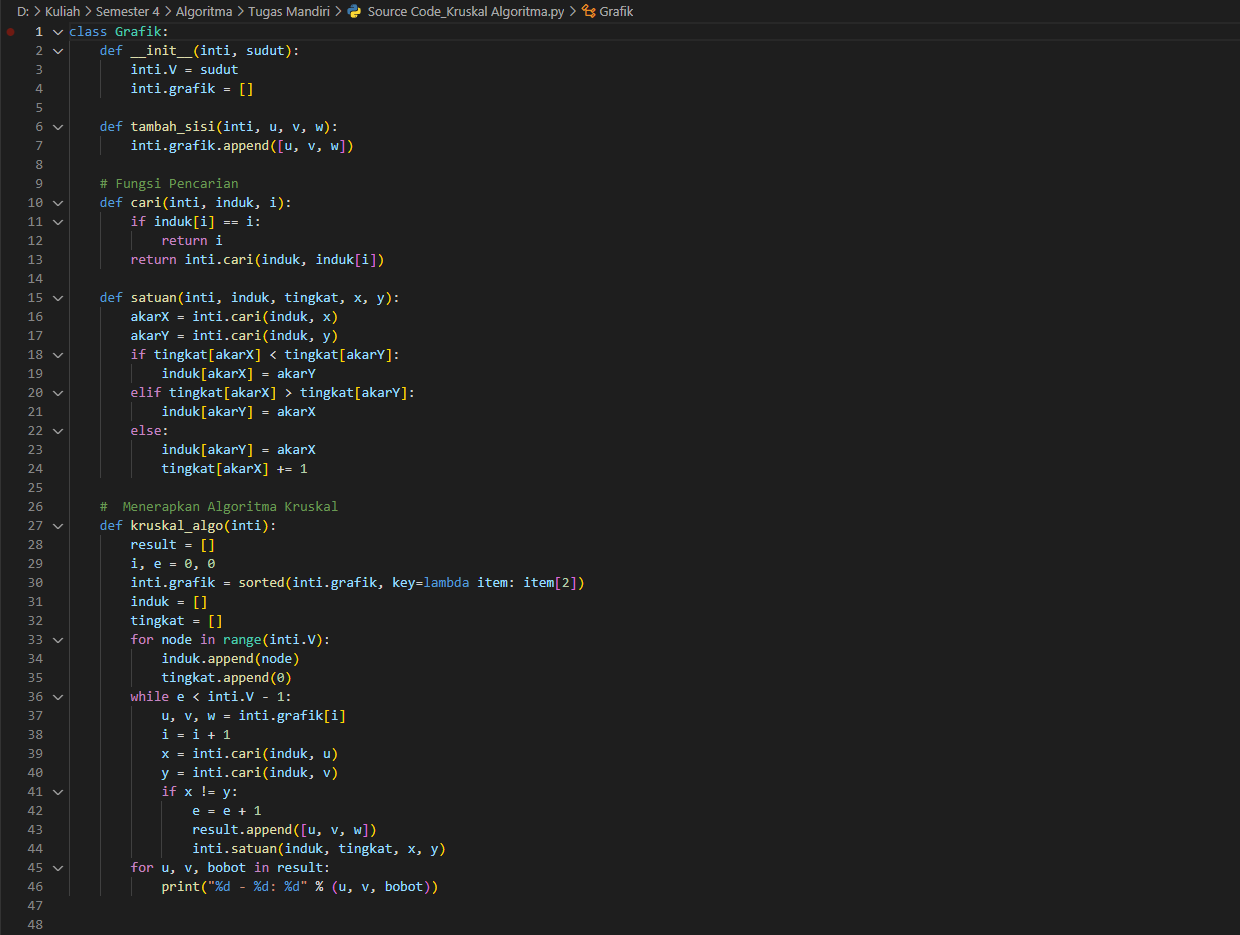 D: > Kuliah > Semester 4 > Algoritma > Tugas Mandiri > Source Code_Kruskal Algoritma.py > Grafik
1 class Grafik:
2     def __init__(inti, sudut):
3         inti.V = sudut
4         inti.grafik = []
5
6     def tambah_sisi(inti, u, v, w):
7         inti.grafik.append([u, v, w])
8
9     # Fungsi Pencarian
10     def cari(inti, induk, i):
11         if induk[i] == i:
12             return i
13         return inti.cari(induk, induk[i])
14
15     def satuan(inti, induk, tingkat, x, y):
16         akarX = inti.cari(induk, x)
17         akarY = inti.cari(induk, y)
18         if tingkat[akarX] < tingkat[akarY]:
19             induk[akarX] = akarY
20         elif tingkat[akarX] > tingkat[akarY]:
21             induk[akarY] = akarX
22         else:
23             induk[akarY] = akarX
24             tingkat[akarX] += 1
25
26     #  Menerapkan Algoritma Kruskal
27     def kruskal_algo(inti):
28         result = []
29         i, e = 0, 0
30         inti.grafik = sorted(inti.grafik, key=lambda item: item[2])
31         induk = []
32         tingkat = []
33         for node in range(inti.V):
34             induk.append(node)
35             tingkat.append(0)
36         while e < inti.V - 1:
37             u, v, w = inti.grafik[i]
38             i = i + 1
39             x = inti.cari(induk, u)
40             y = inti.cari(induk, v)
41             if x != y:
42                 e = e + 1
43                 result.append([u, v, w])
44                 inti.satuan(induk, tingkat, x, y)
45         for u, v, bobot in result:
46             print("%d - %d: %d" % (u, v, bobot))
47
48